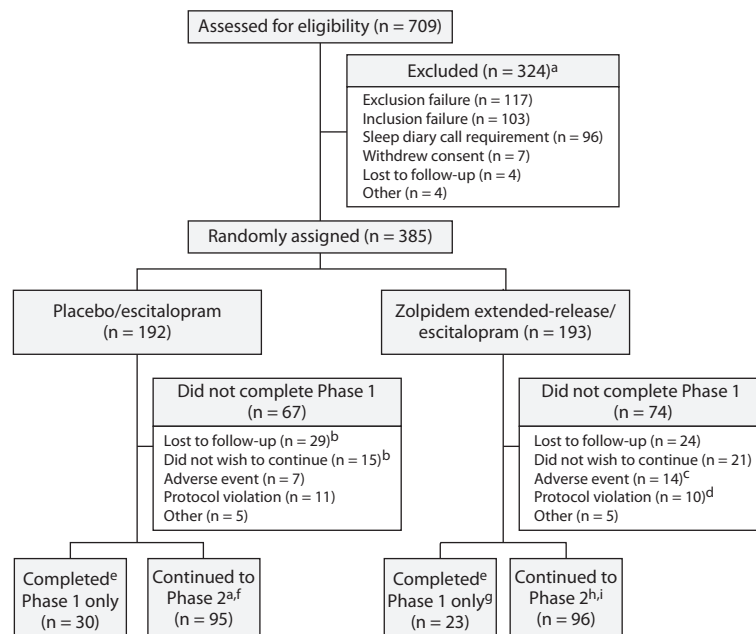 Assessed for eligibility (n = 709)
Excluded (n = 324)a
Exclusion failure (n = 117)
Inclusion failure (n = 103)
Sleep diary call requirement (n = 96)
Withdrew consent (n = 7)
Lost to follow-up (n = 4)
Other (n = 4)
Randomly assigned (n = 385)
Placebo/escitalopram
(n = 192)
Zolpidem extended-release/
escitalopram (n = 193)
Did not complete Phase 1
(n = 67)
Lost to follow-up (n = 29)b
Did not wish to continue (n = 15)b
Adverse event (n = 7)
Protocol violation (n = 11)
Other (n = 5)
Did not complete Phase 1
(n = 74)
Lost to follow-up (n = 24)
Did not wish to continue (n = 21)
Adverse event (n = 14)c
Protocol violation (n = 10)d
Other (n = 5)
Completede
Phase 1 only
(n = 30)
Continued to
Phase 2a,f
(n = 95)
Completede
Phase 1 onlyg
(n = 23)
Continued to
Phase 2h,i
(n = 96)